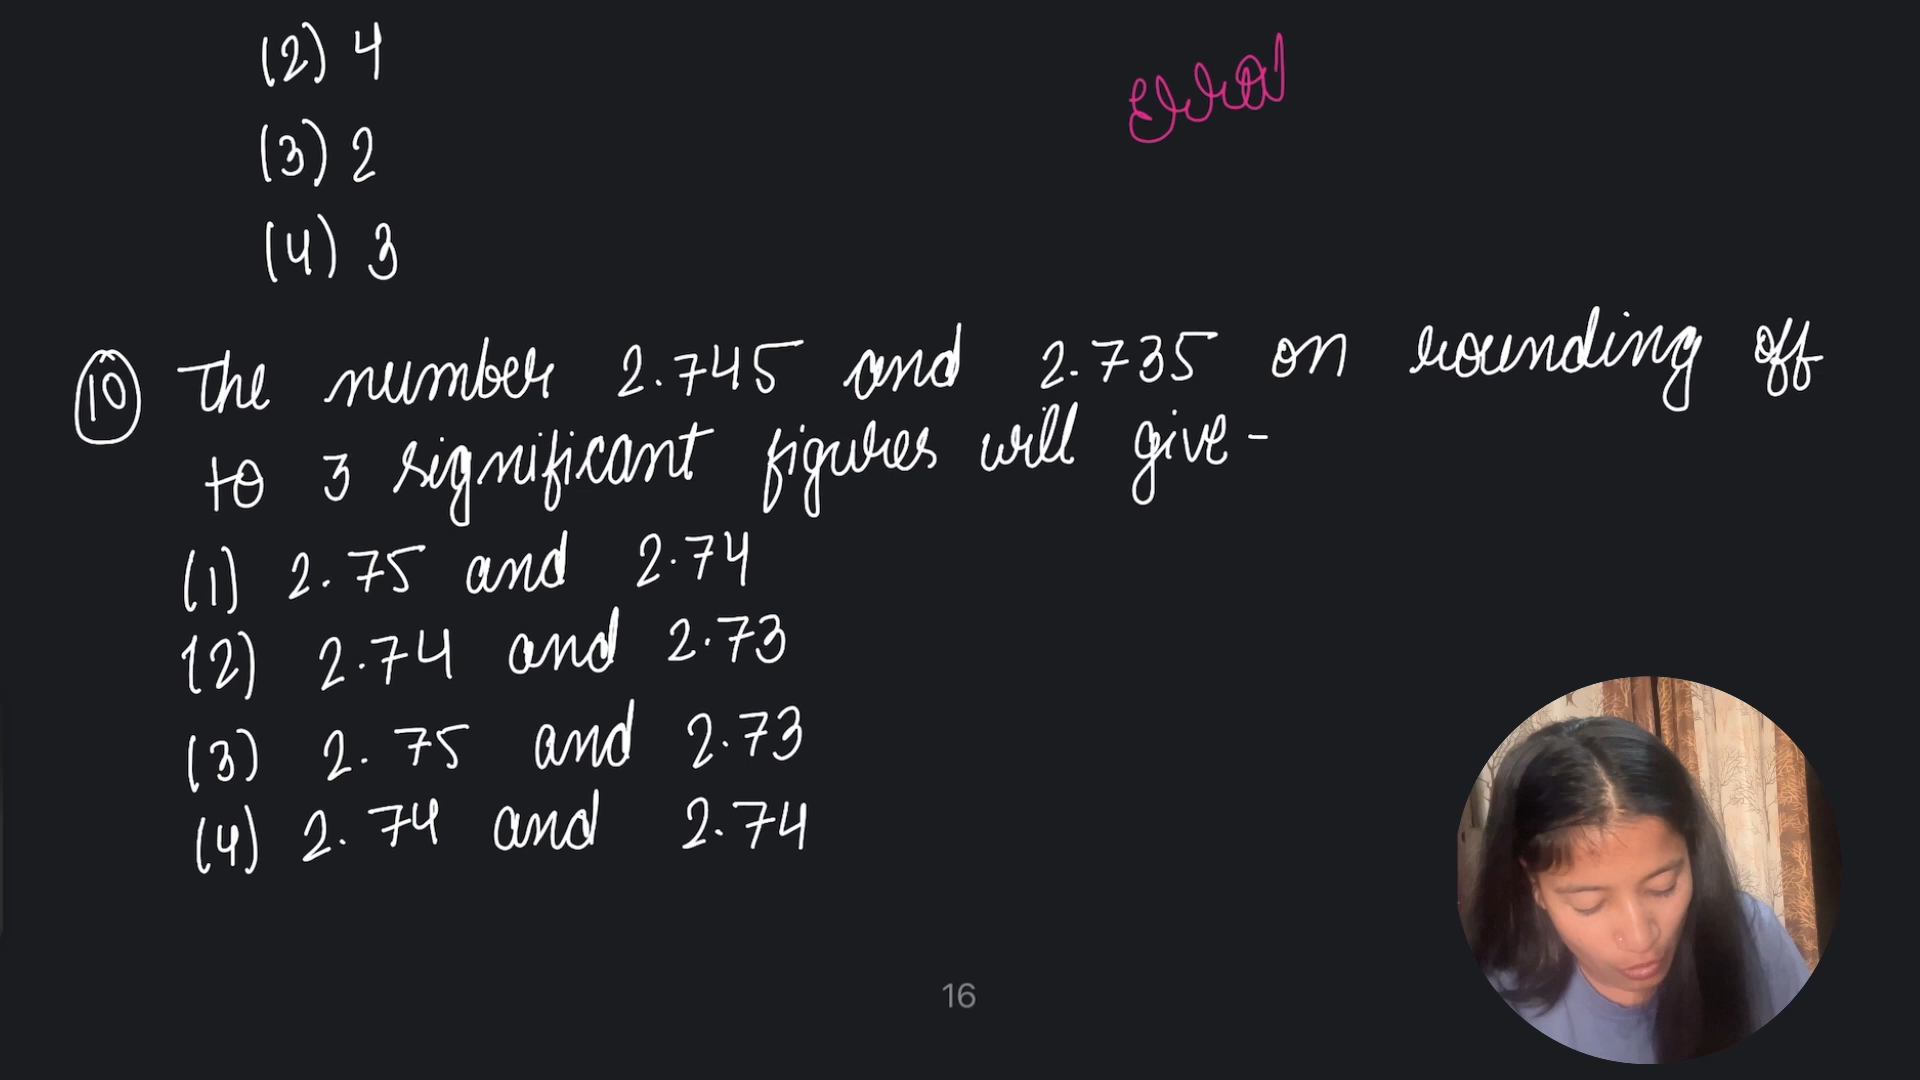 (2) 4
(3) 2
(4) 3
(10) The number 2.745 and 2.735 on rounding off
to 3 significant figures will give -
(1) 2.75 and 2.74
(2) 2.74 and 2.73
(3) 2.75 and 2.73
(4) 2.74 and 2.74
16